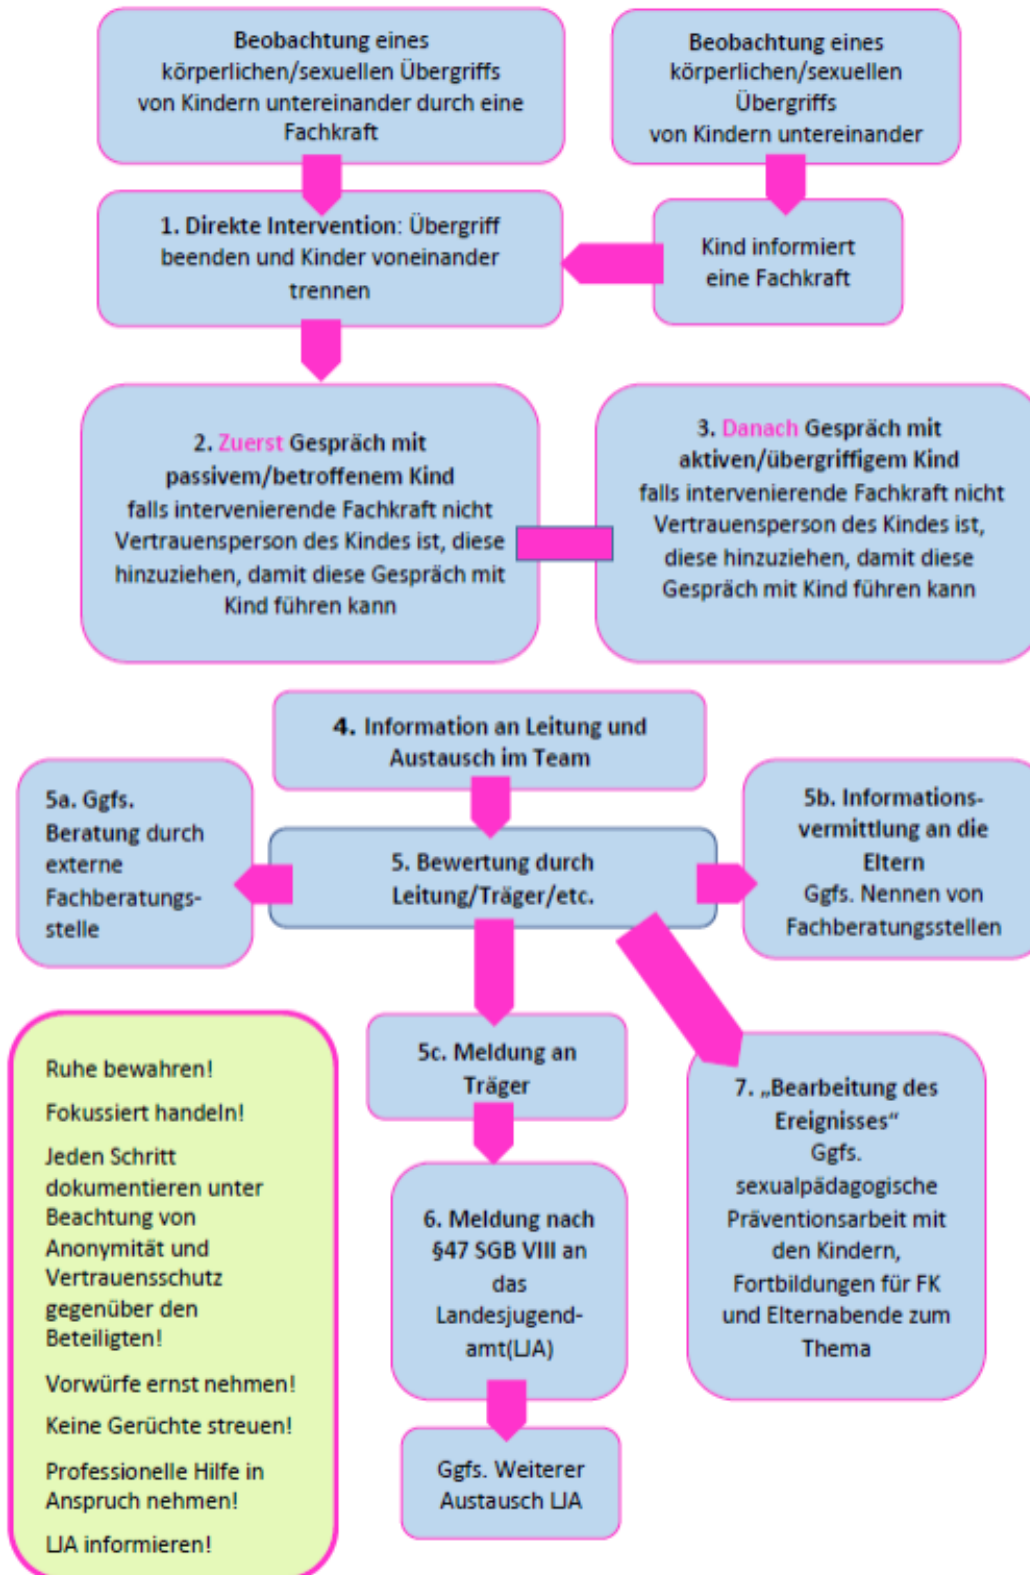 Beobachtung eines
körperlichen/sexuellen Übergriffs
von Kindern untereinander durch eine
Fachkraft
Beobachtung eines
körperlichen/sexuellen
Übergriffs
von Kindern untereinander
1. Direkte Intervention: Übergriff
beenden und Kinder voneinander
trennen
Kind informiert
eine Fachkraft
2. Zuerst Gespräch mit
passivem/betroffenem Kind
falls intervenierende Fachkraft nicht
Vertrauensperson des Kindes ist, diese
hinzuziehen, damit diese Gespräch mit
Kind führen kann
3. Danach Gespräch mit
aktiven/übergriffigem Kind
falls intervenierende Fachkraft nicht
Vertrauensperson des Kindes ist,
diese hinzuziehen, damit diese
Gespräch mit Kind führen kann
4. Information an Leitung und
Austausch im Team
5a. Ggfs.
Beratung durch
externe
Fachberatungs-
stelle
5. Bewertung durch
Leitung/Träger/etc.
5b. Informations-
vermittlung an die
Eltern
Ggfs. Nennen von
Fachberatungsstellen
5c. Meldung an
Träger
6. Meldung nach
§47 SGB VIII an
das
Landesjugend-
amt(LJA)
Ggfs. Weiterer
Austausch LJA
7. „Bearbeitung des
Ereignisses“
Ggfs.
sexualpädagogische
Präventionsarbeit mit
den Kindern,
Fortbildungen für FK
und Elternabende zum
Thema
Ruhe bewahren!
Fokussiert handeln!
Jeden Schritt
dokumentieren unter
Beachtung von
Anonymität und
Vertrauensschutz
gegenüber den
Beteiligten!
Vorwürfe ernst nehmen!
Keine Gerüchte streuen!
Professionelle Hilfe in
Anspruch nehmen!
LJA informieren!